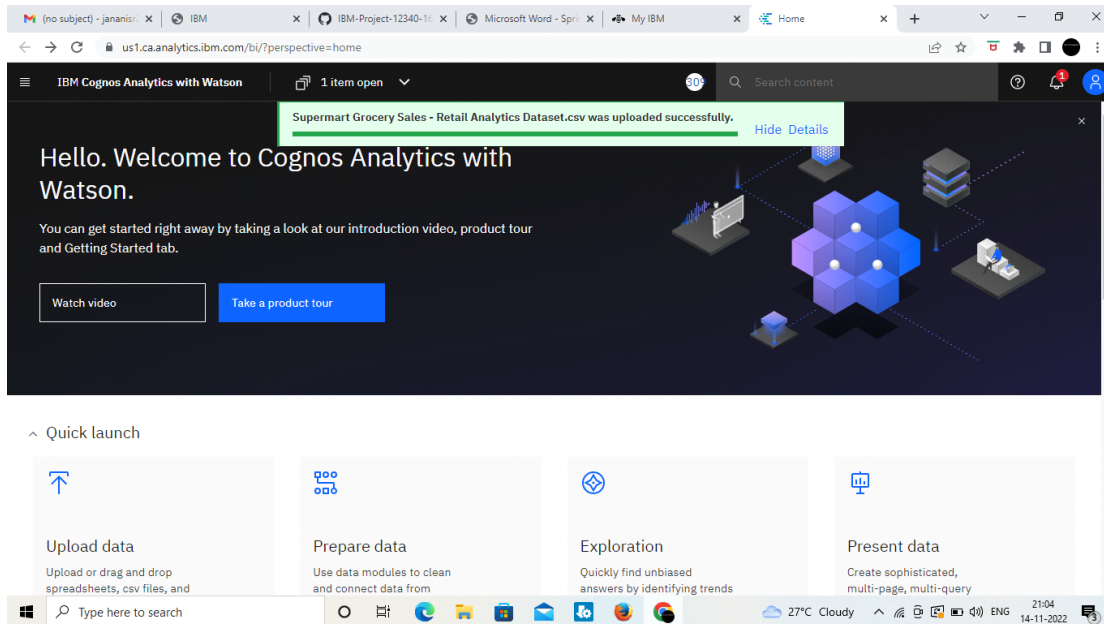 (no subject) - jananisri
IBM
IBM-Project-12340-16
Microsoft Word - Spri
My IBM
Home
us1.ca.analytics.ibm.com/bi/?perspective=home
IBM Cognos Analytics with Watson
1 item open
309
Search content
1
Supermart Grocery Sales - Retail Analytics Dataset.csv was uploaded successfully.
Hide Details
Hello. Welcome to Cognos Analytics with
Watson.
You can get started right away by taking a look at our introduction video, product tour
and Getting Started tab.
Watch video
Take a product tour
Quick launch
Upload data
Upload or drag and drop
spreadsheets, csv files, and
Prepare data
Use data modules to clean
and connect data from
Exploration
Quickly find unbiased
answers by identifying trends
Present data
Create sophisticated,
multi-page, multi-query
Type here to search
27°C Cloudy
ENG
21:04
14-11-2022
3